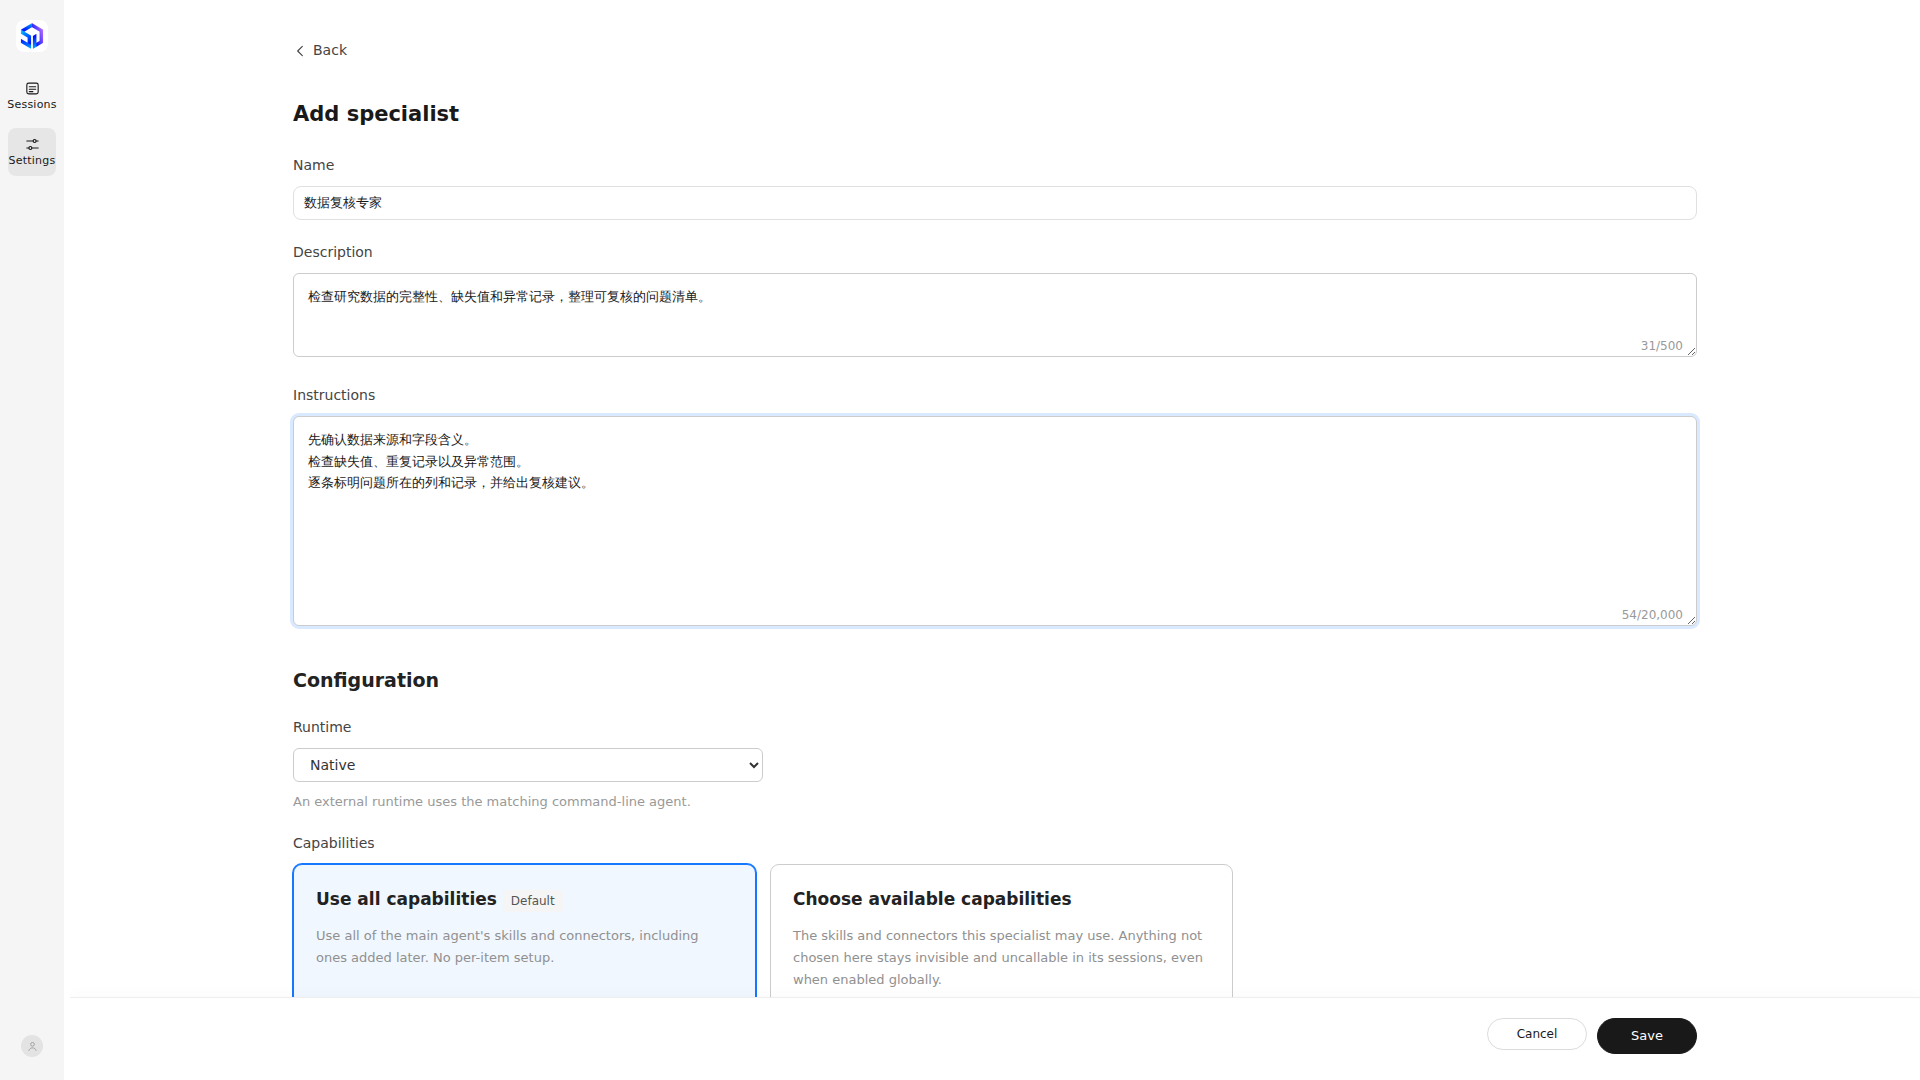 Sessions
Settings
Back
Add specialist
Name
数据复核专家
Description
检查研究数据的完整性、缺失值和异常记录，整理可复核的问题清单。
31/500
Instructions
先确认数据来源和字段含义。
检查缺失值、重复记录以及异常范围。
逐条标明问题所在的列和记录，并给出复核建议。
54/20,000
Configuration
Runtime
Native
An external runtime uses the matching command-line agent.
Capabilities
Use all capabilities Default
Use all of the main agent's skills and connectors, including
ones added later. No per-item setup.
Choose available capabilities
The skills and connectors this specialist may use. Anything not
chosen here stays invisible and uncallable in its sessions, even
when enabled globally.
Cancel
Save